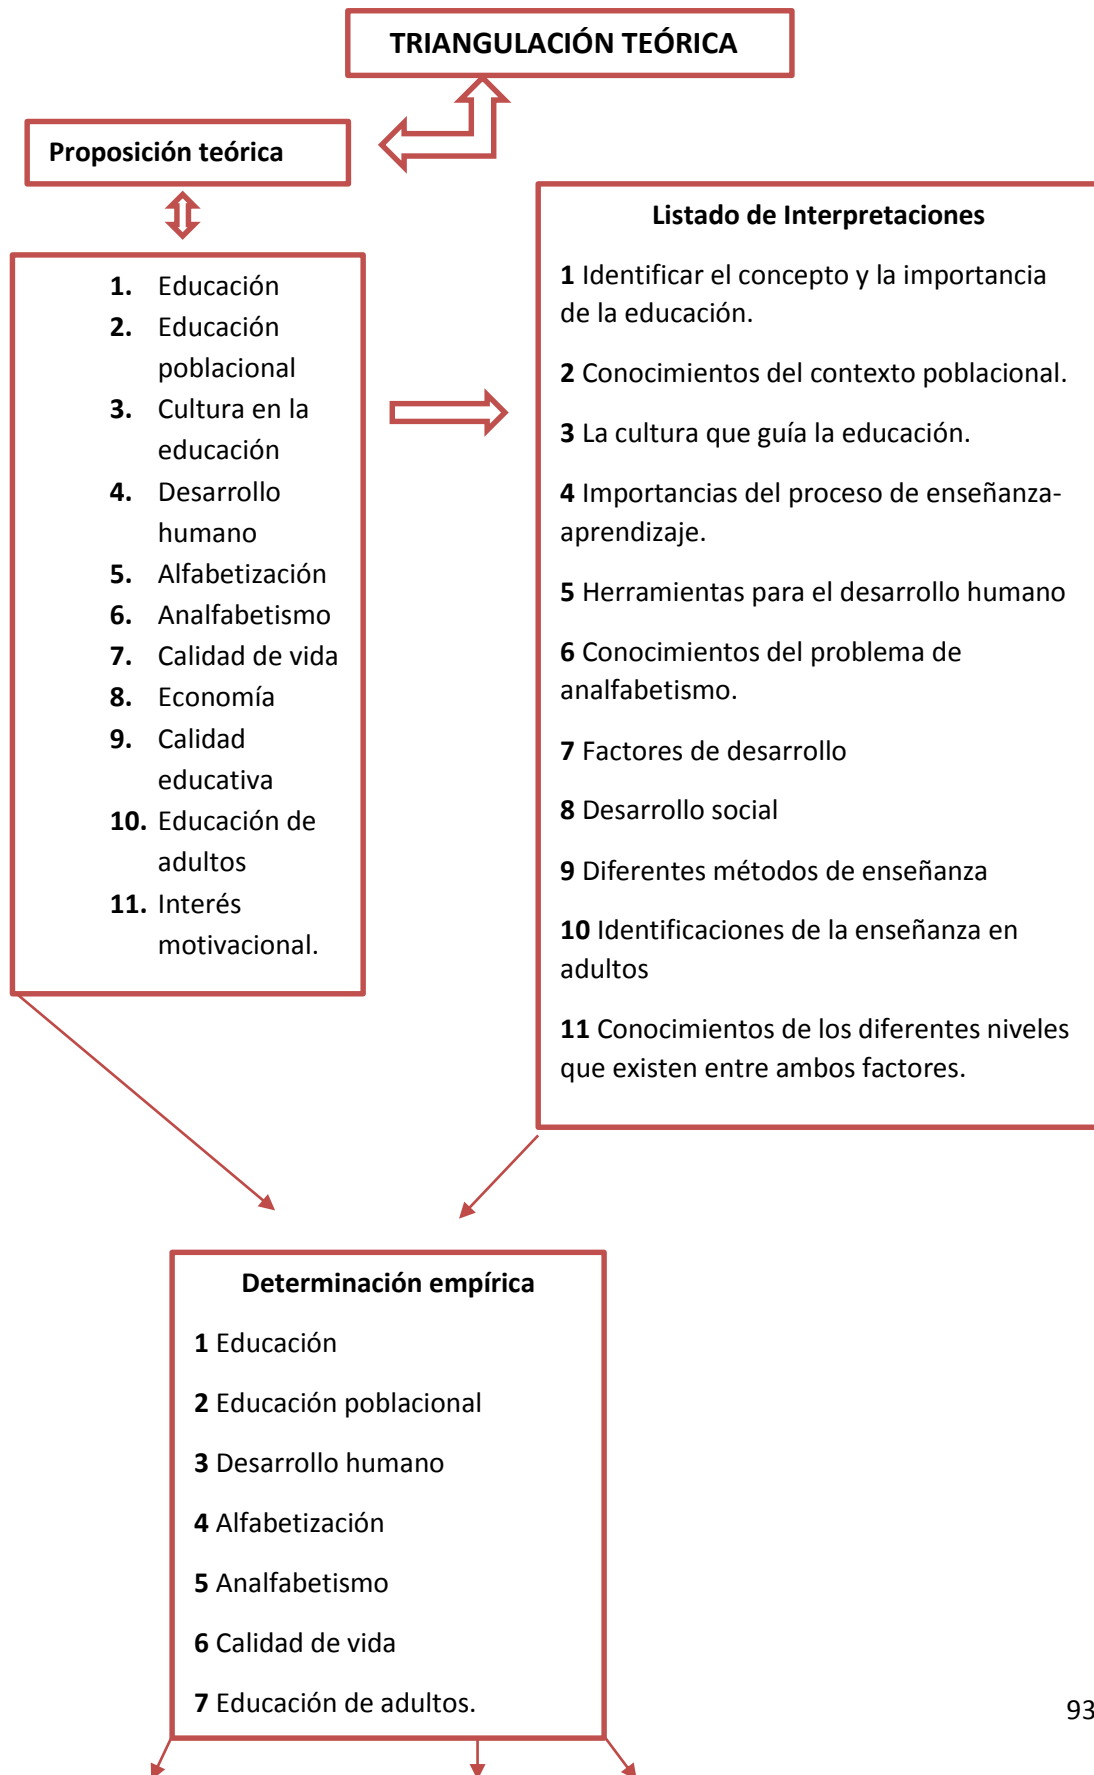 TRIANGULACIÓN TEÓRICA
Proposición teórica
1. Educación
2. Educación
poblacional
3. Cultura en la
educación
4. Desarrollo
humano
5. Alfabetización
6. Analfabetismo
7. Calidad de vida
8. Economía
9. Calidad
educativa
10. Educación de
adultos
11. Interés
motivacional.
Listado de Interpretaciones
1 Identificar el concepto y la importancia
de la educación.
2 Conocimientos del contexto poblacional.
3 La cultura que guía la educación.
4 Importancias del proceso de enseñanza-
aprendizaje.
5 Herramientas para el desarrollo humano
6 Conocimientos del problema de
analfabetismo.
7 Factores de desarrollo
8 Desarrollo social
9 Diferentes métodos de enseñanza
10 Identificaciones de la enseñanza en
adultos
11 Conocimientos de los diferentes niveles
que existen entre ambos factores.
Determinación empírica
1 Educación
2 Educación poblacional
3 Desarrollo humano
4 Alfabetización
5 Analfabetismo
6 Calidad de vida
7 Educación de adultos.
93